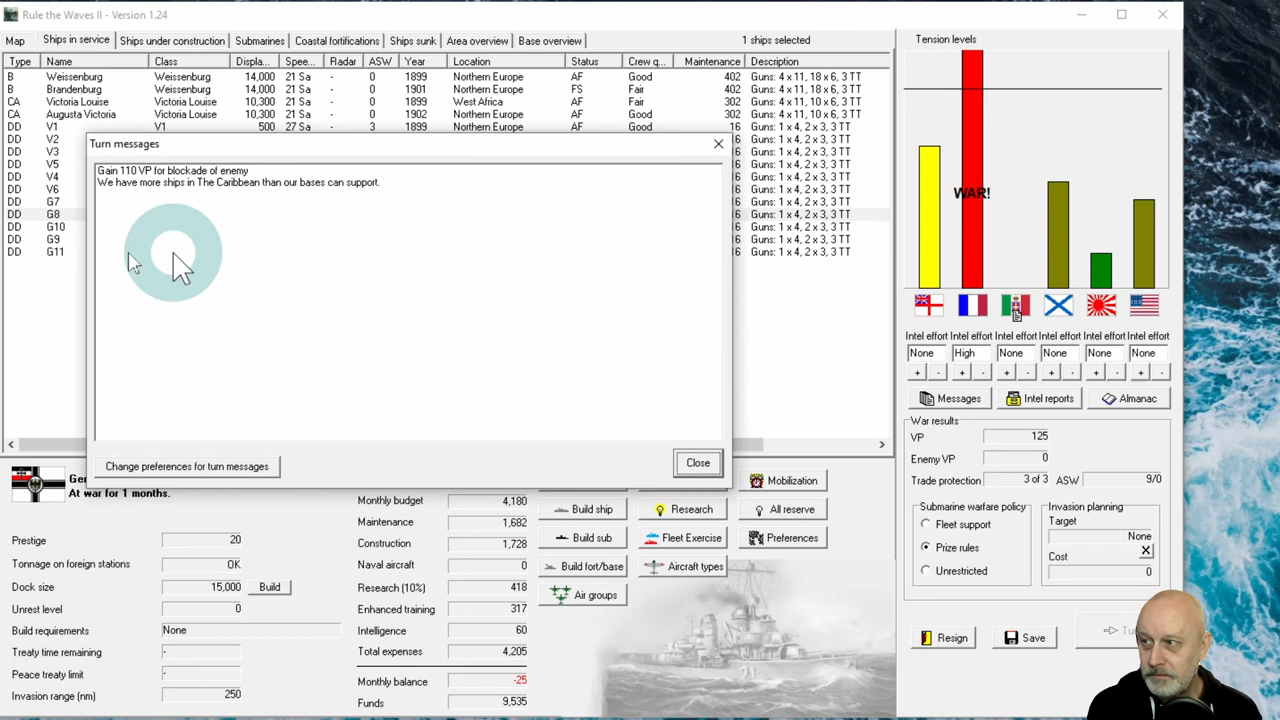 Rule the Waves II - Version 1.24
Map Ships in service Ships under construction Submarines Coastal fortifications Ships sunk Area overview Base overview 1 ships selected
Type Name Class Displa... Spee... Radar ASW Year Location Status Crew q... Maintenance Description
B Weissenburg Weissenburg 14,000 21 Sa - 0 1899 Northern Europe AF Good 402 Guns: 4 x 11, 18 x 6, 3 TT
B Brandenburg Weissenburg 14,000 21 Sa - 0 1901 Northern Europe FS Fair 402 Guns: 4 x 11, 18 x 6, 3 TT
CA Victoria Louise Victoria Louise 10,300 21 Sa - 0 1899 West Africa AF Fair 302 Guns: 4 x 11, 10 x 6, 3 TT
CA Augusta Victoria Victoria Louise 10,300 21 Sa - 0 1902 Northern Europe AF Good 302 Guns: 4 x 11, 10 x 6, 3 TT
DD V1 V1 500 27 Sa - 3 1899 Northern Europe AF Good 16 Guns: 1 x 4, 2 x 3, 3 TT
DD V2 Guns: 1 x 4, 2 x 3, 3 TT
DD V3 Guns: 1 x 4, 2 x 3, 3 TT
DD V5 16 Guns: 1 x 4, 2 x 3, 3 TT
DD V4 16 Guns: 1 x 4, 2 x 3, 3 TT
DD V6 16 Guns: 1 x 4, 2 x 3, 3 TT
DD G7 16 Guns: 1 x 4, 2 x 3, 3 TT
DD G8 16 Guns: 1 x 4, 2 x 3, 3 TT
DD G10 16 Guns: 1 x 4, 2 x 3, 3 TT
DD G9 16 Guns: 1 x 4, 2 x 3, 3 TT
DD G11 16 Guns: 1 x 4, 2 x 3, 3 TT
Turn messages
Gain 110 VP for blockade of enemy
We have more ships in The Caribbean than our bases can support.
Change preferences for turn messages
Close
Tension levels
WAR!
Intel effort Intel effort Intel effort Intel effort Intel effort Intel effort
None High None None None None
+ - + - + - + - + - + -
Messages Intel reports Almanac
War results
VP 125
Enemy VP 0
Trade protection 3 of 3 ASW 9/0
Submarine warfare policy
Fleet support
Prize rules
Unrestricted
Invasion planning
Target
None
Cost X
0
Resign Save
At war for 1 months.
Prestige 20
Tonnage on foreign stations OK
Dock size 15,000 Build
Unrest level 0
Build requirements None
Treaty time remaining -
Peace treaty limit -
Invasion range (nm) 250
Monthly budget 4,180
Maintenance 1,682
Construction 1,728
Naval aircraft 0
Research (10%) 418
Enhanced training 317
Intelligence 60
Total expenses 4,205
Monthly balance -25
Funds 9,535
Mobilization
Build ship Research All reserve
Build sub Fleet Exercise Preferences
Build fort/base Aircraft types
Air groups